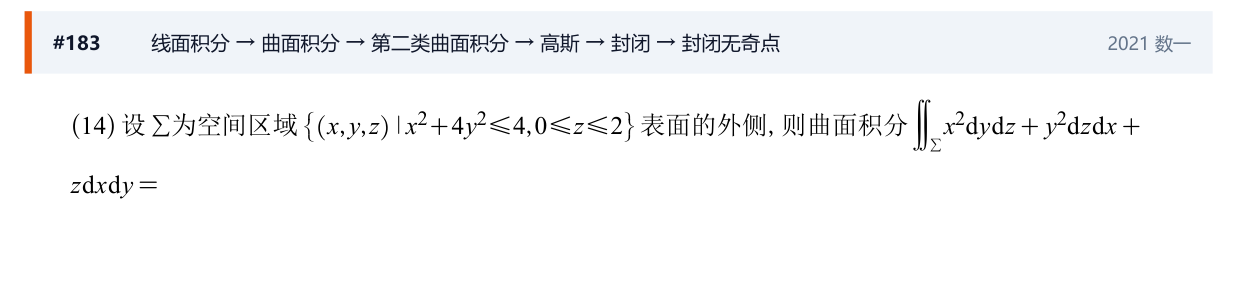 #183 线面积分 → 曲面积分 → 第二类曲面积分 → 高斯 → 封闭 → 封闭无奇点 2021 数一
(14) 设 Σ为空间区域{(x,y,z)|x²+4y²≤4,0≤z≤2}表面的外侧, 则曲面积分∬_Σ x²dydz+y²dzdx+
zdxdy=